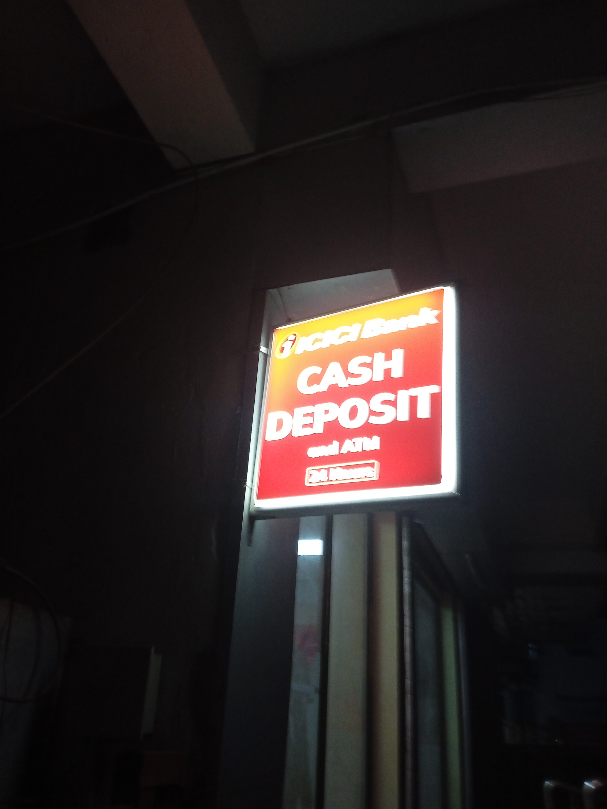 ICICI Bank
CASH
DEPOSIT
and ATM
24 Hours